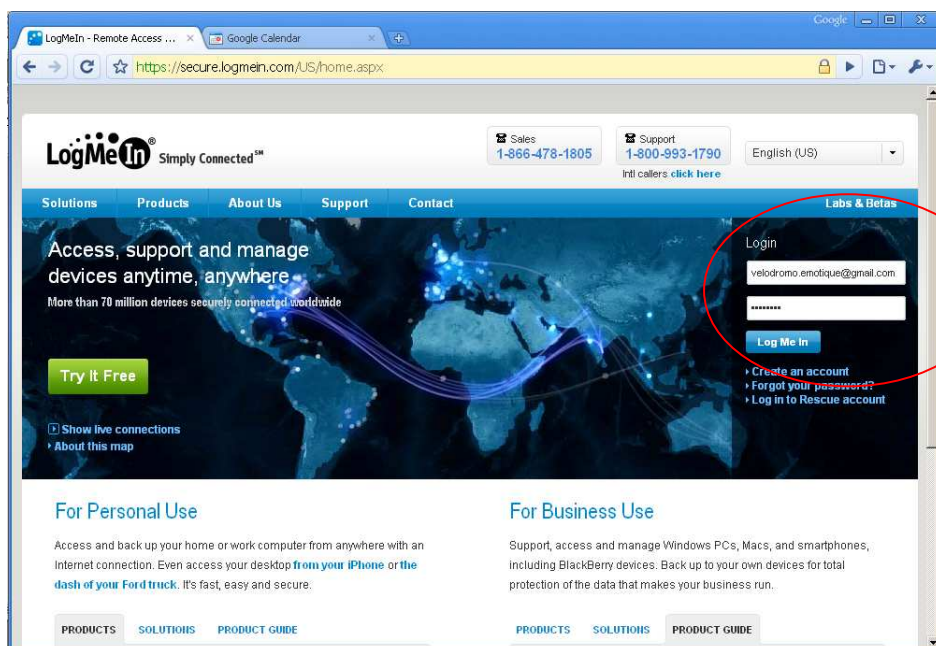 Google
LogMeIn - Remote Access ...
Google Calendar
https://secure.logmein.com/US/home.aspx
LogMeIn® Simply Connected℠
Sales
1-866-478-1805
Support
1-800-993-1790
Intl callers click here
English (US)
Solutions Products About Us Support Contact Labs & Betas
Access, support and manage
devices anytime, anywhere
More than 70 million devices securely connected worldwide
Try It Free
Show live connections
About this map
Login
velodromo.emotique@gmail.com
••••••••
Log Me In
Create an account
Forgot your password?
Log in to Rescue account
For Personal Use
Access and back up your home or work computer from anywhere with an
Internet connection. Even access your desktop from your iPhone or the
dash of your Ford truck. It's fast, easy and secure.
PRODUCTS SOLUTIONS PRODUCT GUIDE
For Business Use
Support, access and manage Windows PCs, Macs, and smartphones,
including BlackBerry devices. Back up to your own devices for total
protection of the data that makes your business run.
PRODUCTS SOLUTIONS PRODUCT GUIDE